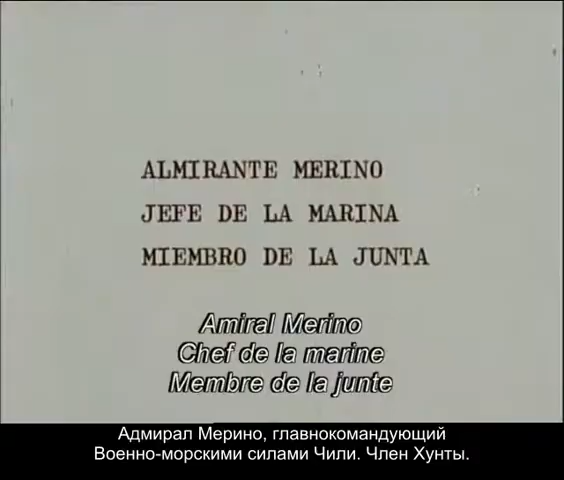 ALMIRANTE MERINO
JEFE DE LA MARINA
MIEMBRO DE LA JUNTA
Amiral Merino
Chef de la marine
Membre de la junte
Адмирал Мерино, главнокомандующий
Военно-морскими силами Чили. Член Хунты.